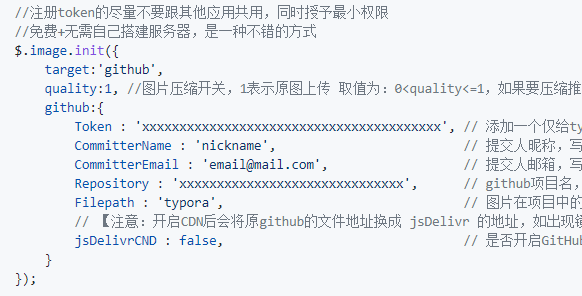 //注册token的尽量不要跟其他应用共用，同时授予最小权限
//免费+无需自己搭建服务器，是一种不错的方式
$.image.init({
    target:'github',
    quality:1, //图片压缩开关，1表示原图上传 取值为：0<quality<=1，如果要压缩推
    github:{
        Token : 'xxxxxxxxxxxxxxxxxxxxxxxxxxxxxxxxxxxxxxxx', // 添加一个仅给ty
        CommitterName : 'nickname', // 提交人昵称，写
        CommitterEmail : 'email@mail.com', // 提交人邮箱，写
        Repository : 'xxxxxxxxxxxxxxxxxxxxxxxxxxxxxx', // github项目名，
        Filepath : 'typora', // 图片在项目中的
        // 【注意：开启CDN后会将原github的文件地址换成 jsDelivr 的地址，如出现
        jsDelivrCND : false, // 是否开启GitHu
    }
});